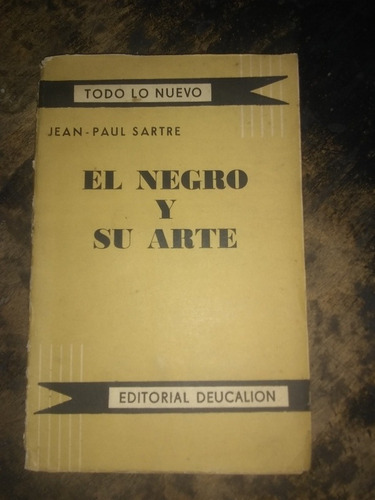 TODO LO NUEVO
JEAN-PAUL SARTRE
EL NEGRO
Y
SU ARTE
EDITORIAL DEUCALION